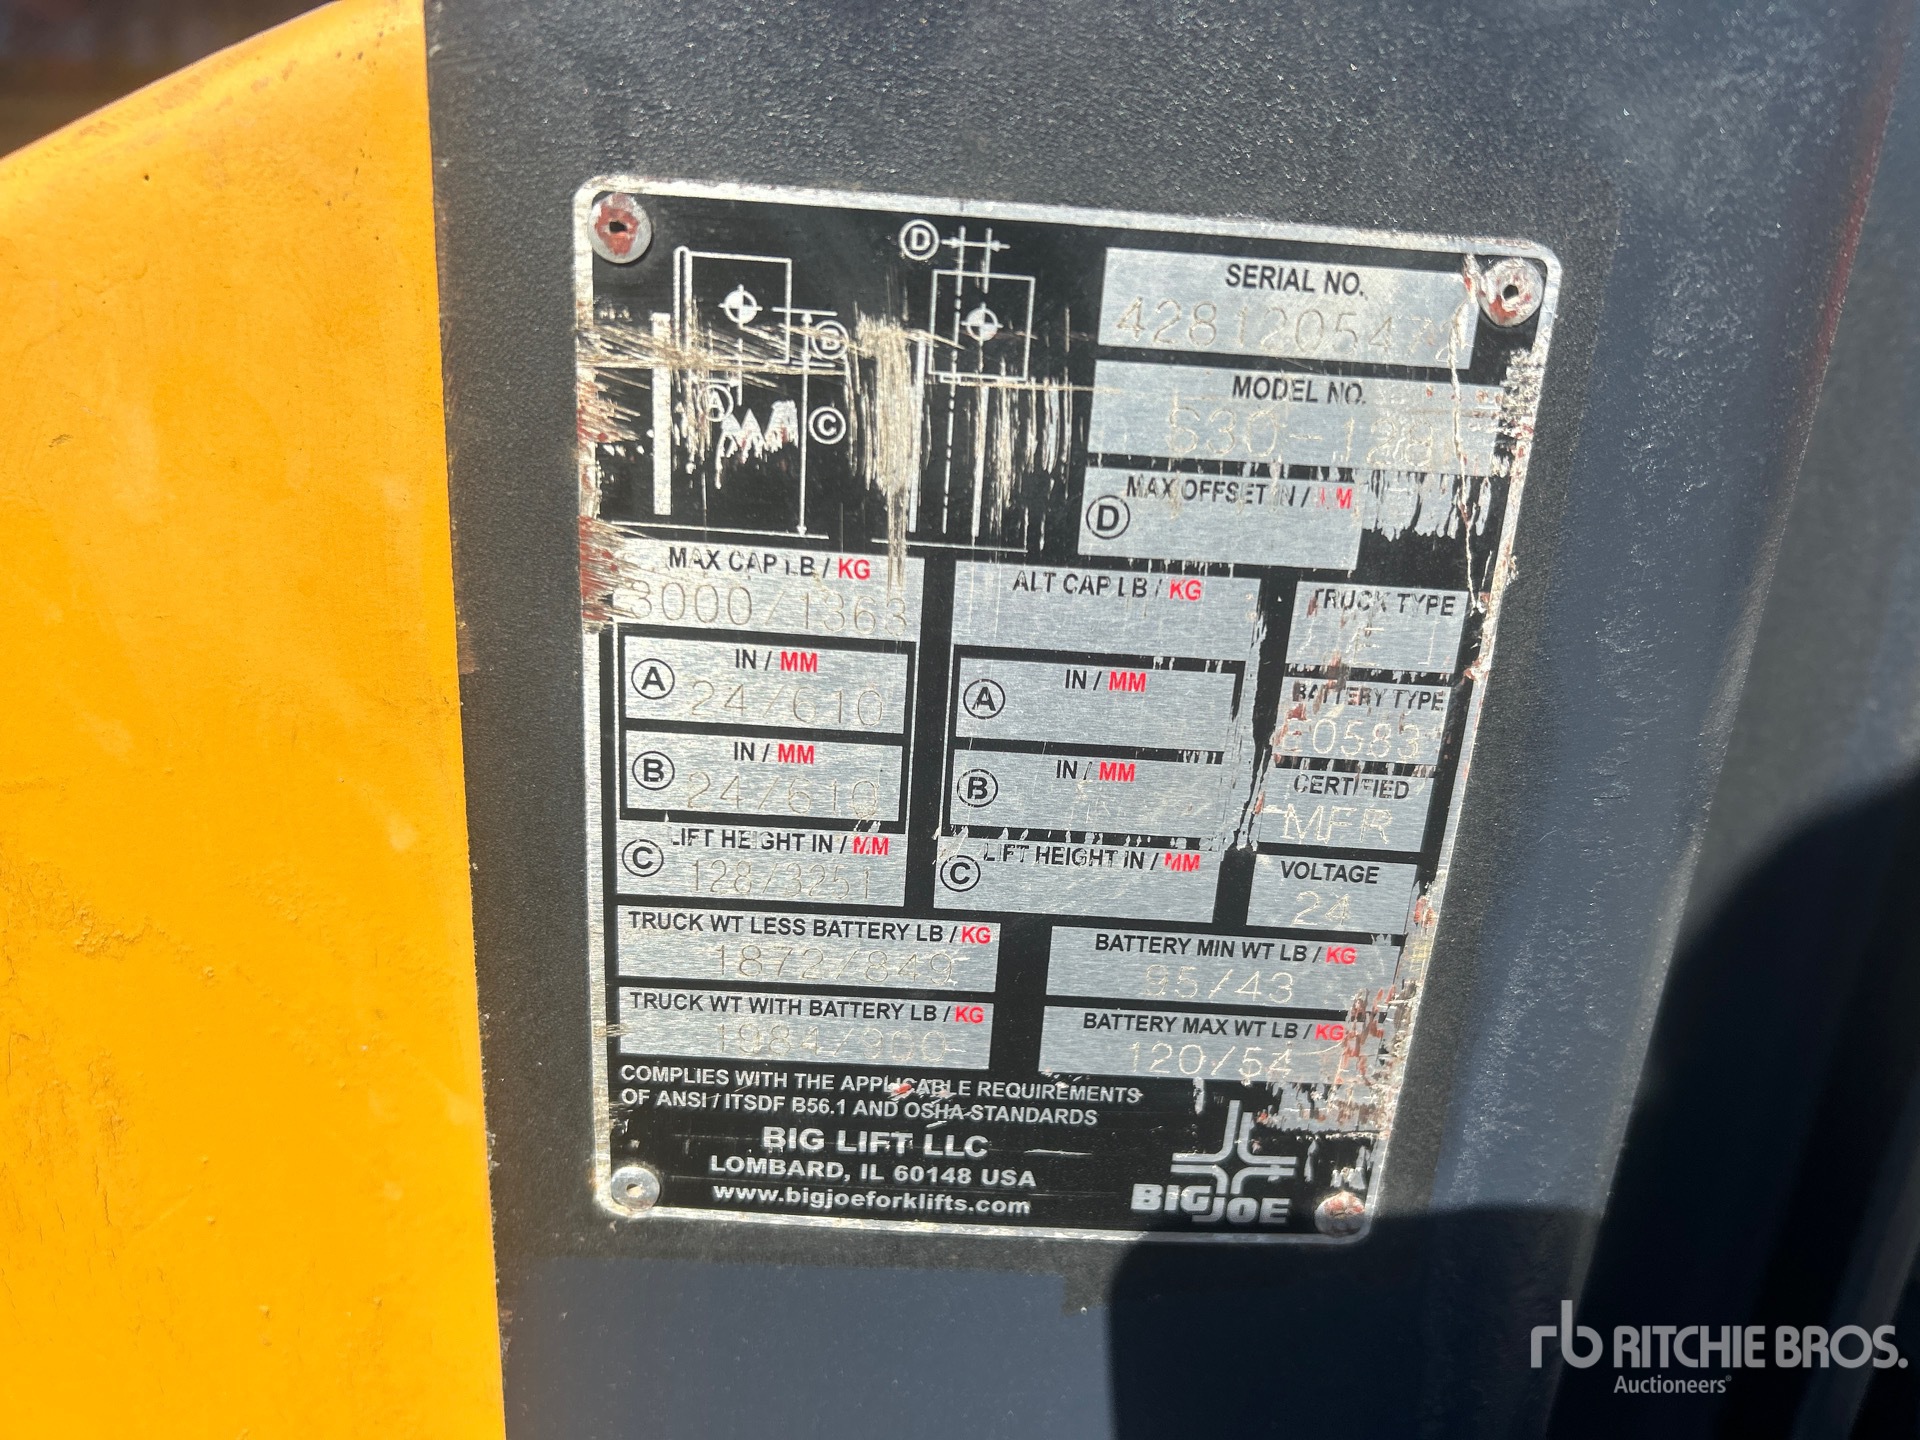 D
SERIAL NO.
MODEL NO.
S30-128
B
A
C
MAX OFFSET IN / MM
D
MAX CAP LB / KG
3000/1363
ALT CAP LB / KG
TRUCK TYPE
A
IN / MM
24/610
A
IN / MM
BATTERY TYPE
B
IN / MM
24/610
B
IN / MM
CERTIFIED
MFR
C
LIFT HEIGHT IN / MM
128/3251
C
LIFT HEIGHT IN / MM
VOLTAGE
24
TRUCK WT LESS BATTERY LB / KG
1872/849
BATTERY MIN WT LB / KG
95/43
TRUCK WT WITH BATTERY LB / KG
1984/900
BATTERY MAX WT LB / KG
120/54
COMPLIES WITH THE APPLICABLE REQUIREMENTS
OF ANSI / ITSDF B56.1 AND OSHA STANDARDS
BIG LIFT LLC
LOMBARD, IL 60148 USA
www.bigjoeforklifts.com
BIG JOE
rb RITCHIE BROS.
Auctioneers